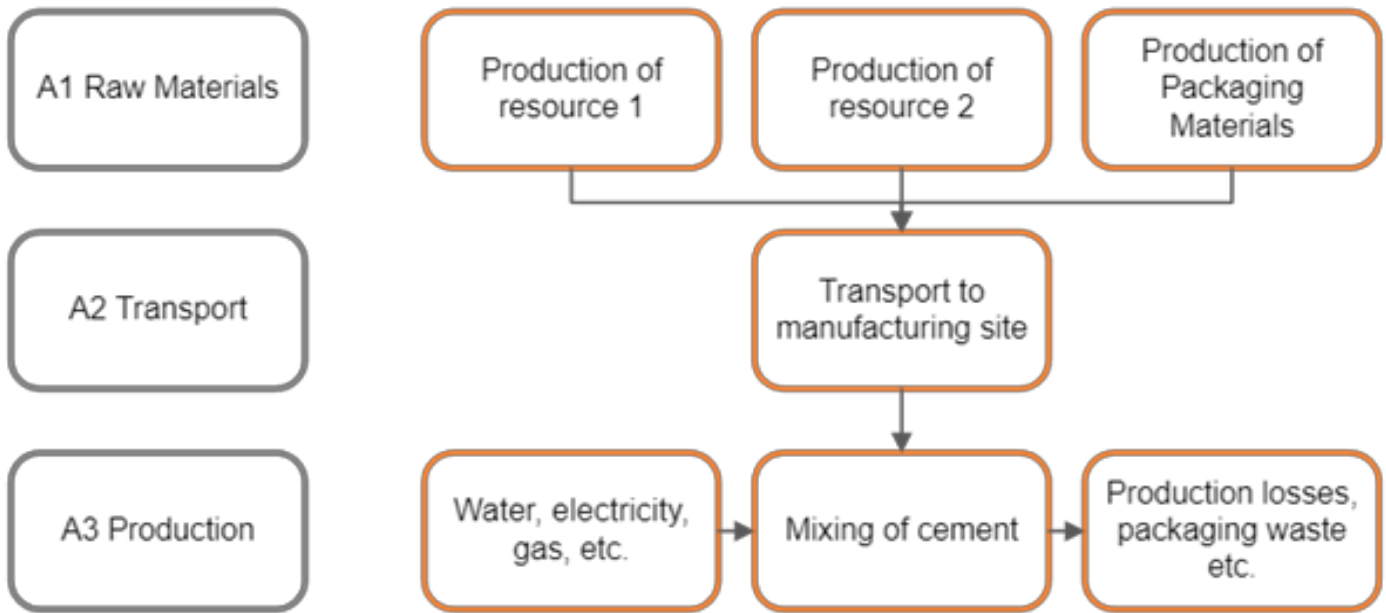 A1 Raw Materials
Production of
resource 1
Production of
resource 2
Production of
Packaging
Materials
A2 Transport
Transport to
manufacturing site
A3 Production
Water, electricity,
gas, etc.
Mixing of cement
Production losses,
packaging waste
etc.